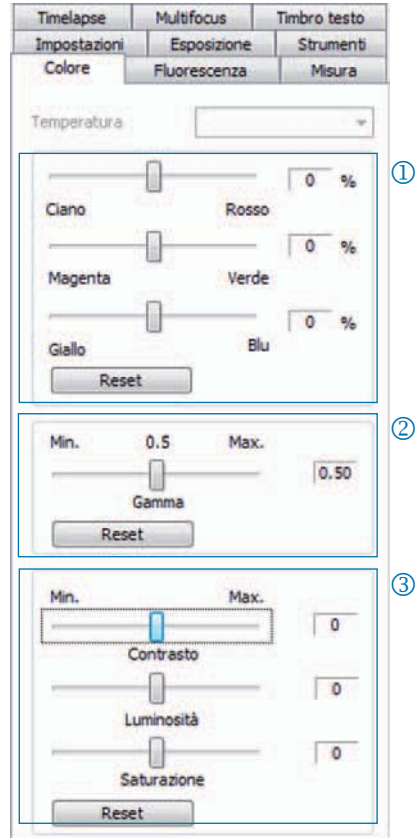 Timelapse Multifocus Timbro testo
Impostazioni Esposizione Strumenti
Colore Fluorescenza Misura
Temperatura
①
0 %
Ciano Rosso
0 %
Magenta Verde
0 %
Giallo Blu
Reset
②
Min. 0.5 Max.
0.50
Gamma
Reset
③
Min. Max.
0
Contrasto
0
Luminosità
0
Saturazione
Reset